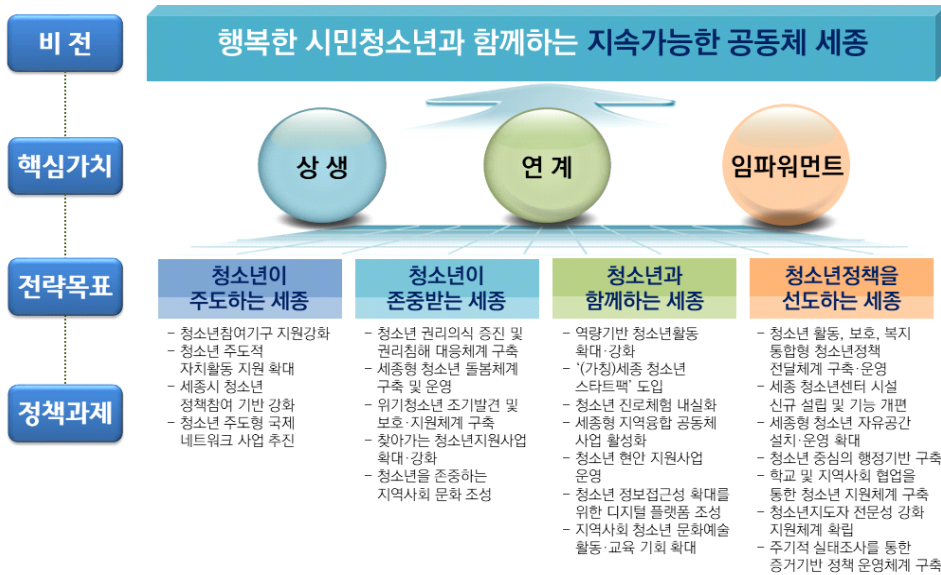 비 전
행복한 시민청소년과 함께하는 지속가능한 공동체 세종
핵심가치
상 생
연 계
임파워먼트
전략목표
청소년이
주도하는 세종
청소년이
존중받는 세종
청소년과
함께하는 세종
청소년정책을
선도하는 세종
정책과제
- 청소년참여기구 지원강화
- 청소년 주도적
자치활동 지원 확대
- 세종시 청소년
정책참여 기반 강화
- 청소년 주도형 국제
네트워크 사업 추진
- 청소년 권리의식 증진 및
권리침해 대응체계 구축
- 세종형 청소년 돌봄체계
구축 및 운영
- 위기청소년 조기발견 및
보호·지원체계 구축
- 찾아가는 청소년지원사업
확대·강화
- 청소년을 존중하는
지역사회 문화 조성
- 역량기반 청소년활동
확대·강화
- '(가칭)세종 청소년
스타트팩' 도입
- 청소년 진로체험 내실화
- 세종형 지역융합 공동체
사업 활성화
- 청소년 현안 지원사업
운영
- 청소년 정보접근성 확대를
위한 디지털 플랫폼 조성
- 지역사회 청소년 문화예술
활동·교육 기회 확대
- 청소년 활동, 보호, 복지
통합형 청소년정책
전달체계 구축·운영
- 세종 청소년센터 시설
신규 설립 및 기능 개편
- 세종형 청소년 자유공간
설치·운영 확대
- 청소년 중심의 행정기반 구축
- 학교 및 지역사회 협업을
통한 청소년 지원체계 구축
- 청소년지도자 전문성 강화
지원체계 확립
- 주기적 실태조사를 통한
증거기반 정책 운영체계 구축